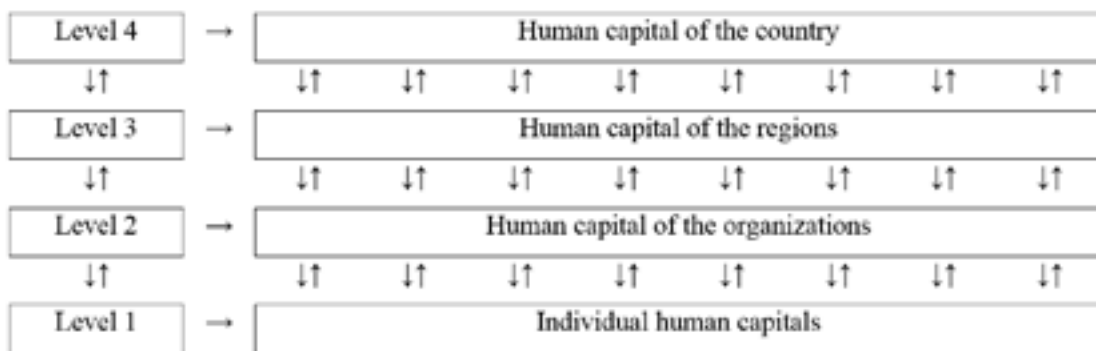 Level 4 → Human capital of the country
↓↑ ↓↑ ↓↑ ↓↑ ↓↑ ↓↑ ↓↑ ↓↑ ↓↑
Level 3 → Human capital of the regions
↓↑ ↓↑ ↓↑ ↓↑ ↓↑ ↓↑ ↓↑ ↓↑ ↓↑
Level 2 → Human capital of the organizations
↓↑ ↓↑ ↓↑ ↓↑ ↓↑ ↓↑ ↓↑ ↓↑ ↓↑
Level 1 → Individual human capitals